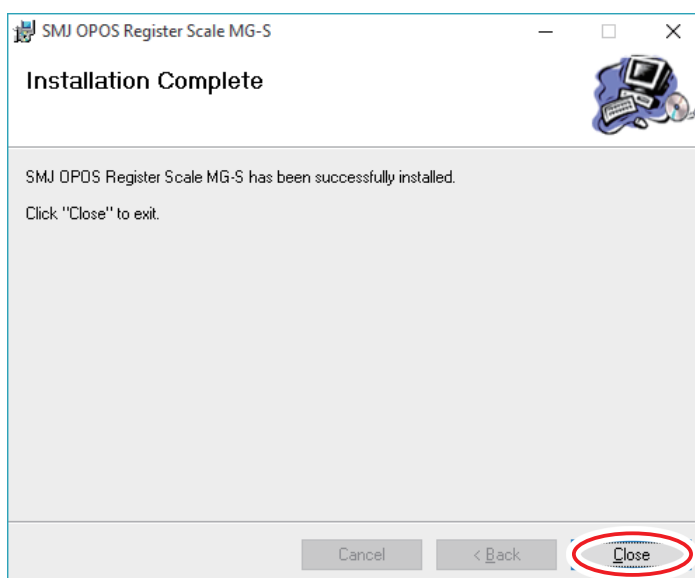 SMJ OPOS Register Scale MG-S
Installation Complete
SMJ OPOS Register Scale MG-S has been successfully installed.
Click "Close" to exit.
Cancel
< Back
Close